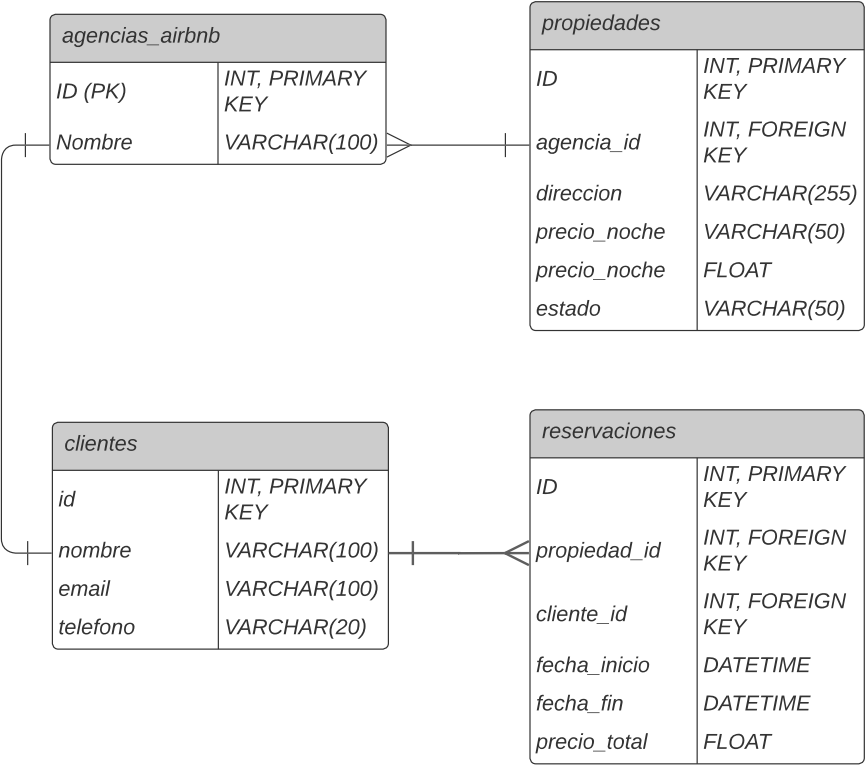 agencias_airbnb
ID (PK) INT, PRIMARY
KEY
Nombre VARCHAR(100)
propiedades
ID INT, PRIMARY
KEY
agencia_id INT, FOREIGN
KEY
direccion VARCHAR(255)
precio_noche VARCHAR(50)
precio_noche FLOAT
estado VARCHAR(50)
clientes
id INT, PRIMARY
KEY
nombre VARCHAR(100)
email VARCHAR(100)
telefono VARCHAR(20)
reservaciones
ID INT, PRIMARY
KEY
propiedad_id INT, FOREIGN
KEY
cliente_id INT, FOREIGN
KEY
fecha_inicio DATETIME
fecha_fin DATETIME
precio_total FLOAT